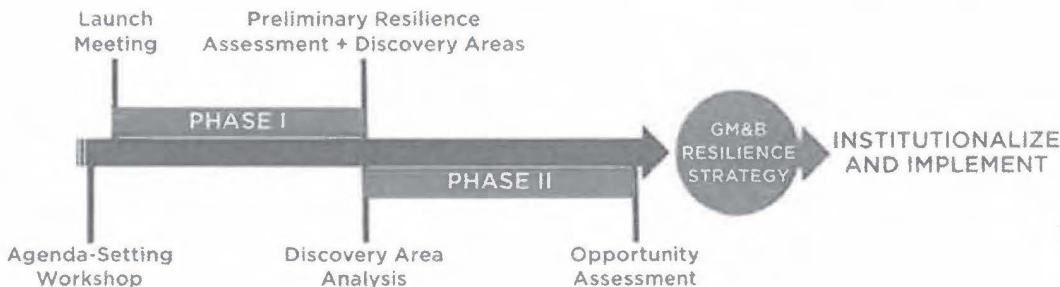 Launch
Meeting
Preliminary Resilience
Assessment + Discovery Areas
PHASE I
GM&B
RESILIENCE
STRATEGY
INSTITUTIONALIZE
AND IMPLEMENT
PHASE II
Agenda-Setting
Workshop
Discovery Area
Analysis
Opportunity
Assessment